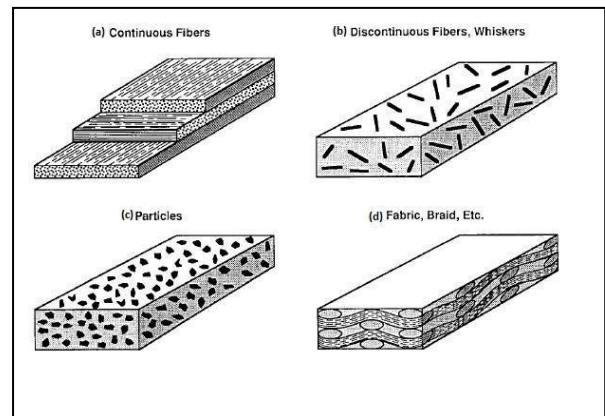 (a) Continuous Fibers
(b) Discontinuous Fibers, Whiskers
(c) Particles
(d) Fabric, Braid, Etc.